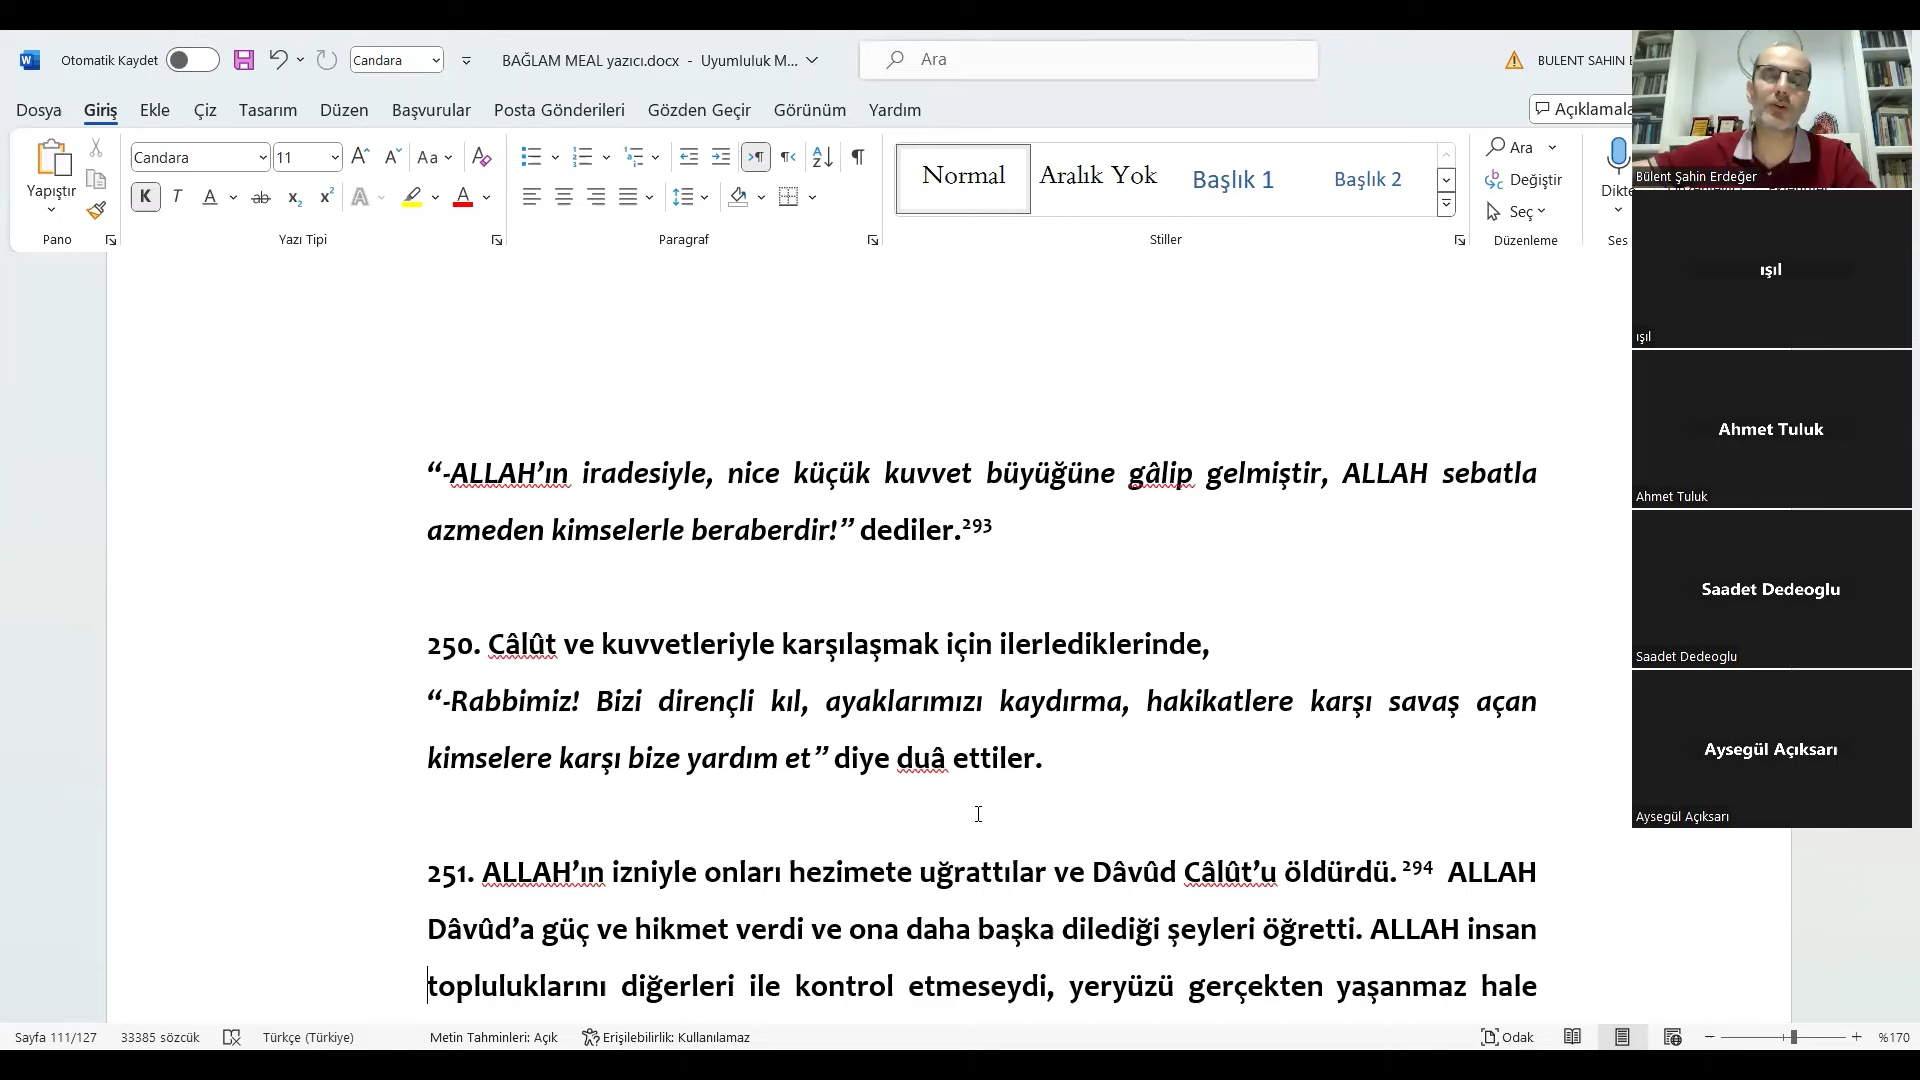 Otomatik Kaydet
Candara
BAĞLAM MEAL yazıcı.docx - Uyumluluk M...
Ara
BULENT SAHIN E
Dosya Giriş Ekle Çiz Tasarım Düzen Başvurular Posta Gönderileri Gözden Geçir Görünüm Yardım
Açıklamala
Yapıştır
Candara 11
Normal Aralık Yok Başlık 1 Başlık 2
Ara
Değiştir
Seç
Dikte
Pano Yazı Tipi Paragraf Stiller Düzenleme Ses
“-ALLAH’ın iradesiyle, nice küçük kuvvet büyüğüne gâlip gelmiştir, ALLAH sebatla
azmeden kimselerle beraberdir!” dediler.293
250. Câlût ve kuvvetleriyle karşılaşmak için ilerlediklerinde,
“-Rabbimiz! Bizi dirençli kıl, ayaklarımızı kaydırma, hakikatlere karşı savaş açan
kimselere karşı bize yardım et” diye duâ ettiler.
251. ALLAH’ın izniyle onları hezimete uğrattılar ve Dâvûd Câlût’u öldürdü.294 ALLAH
Dâvûd’a güç ve hikmet verdi ve ona daha başka dilediği şeyleri öğretti. ALLAH insan
topluluklarını diğerleri ile kontrol etmeseydi, yeryüzü gerçekten yaşanmaz hale
Bülent Şahin Erdeğer
ışıl
ışıl
Ahmet Tuluk
Ahmet Tuluk
Saadet Dedeoglu
Saadet Dedeoglu
Aysegül Açıksarı
Aysegül Açıksarı
Sayfa 111/127 33385 sözcük Türkçe (Türkiye) Metin Tahminleri: Açık Erişilebilirlik: Kullanılamaz Odak %170